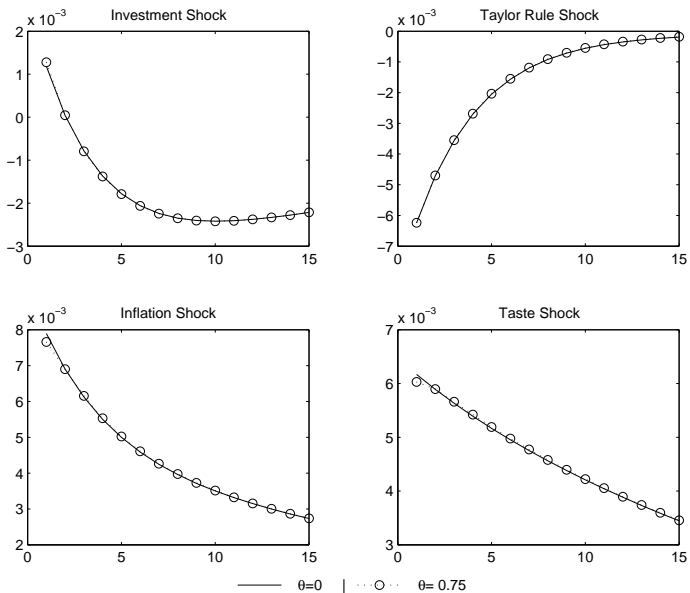 x 10⁻³ Investment Shock
2
1
0
−1
−2
−3
0 5 10 15
x 10⁻³ Taylor Rule Shock
0
−1
−2
−3
−4
−5
−6
−7
0 5 10 15
x 10⁻³ Inflation Shock
8
7
6
5
4
3
2
0 5 10 15
x 10⁻³ Taste Shock
7
6
5
4
3
0 5 10 15
θ=0 | θ= 0.75